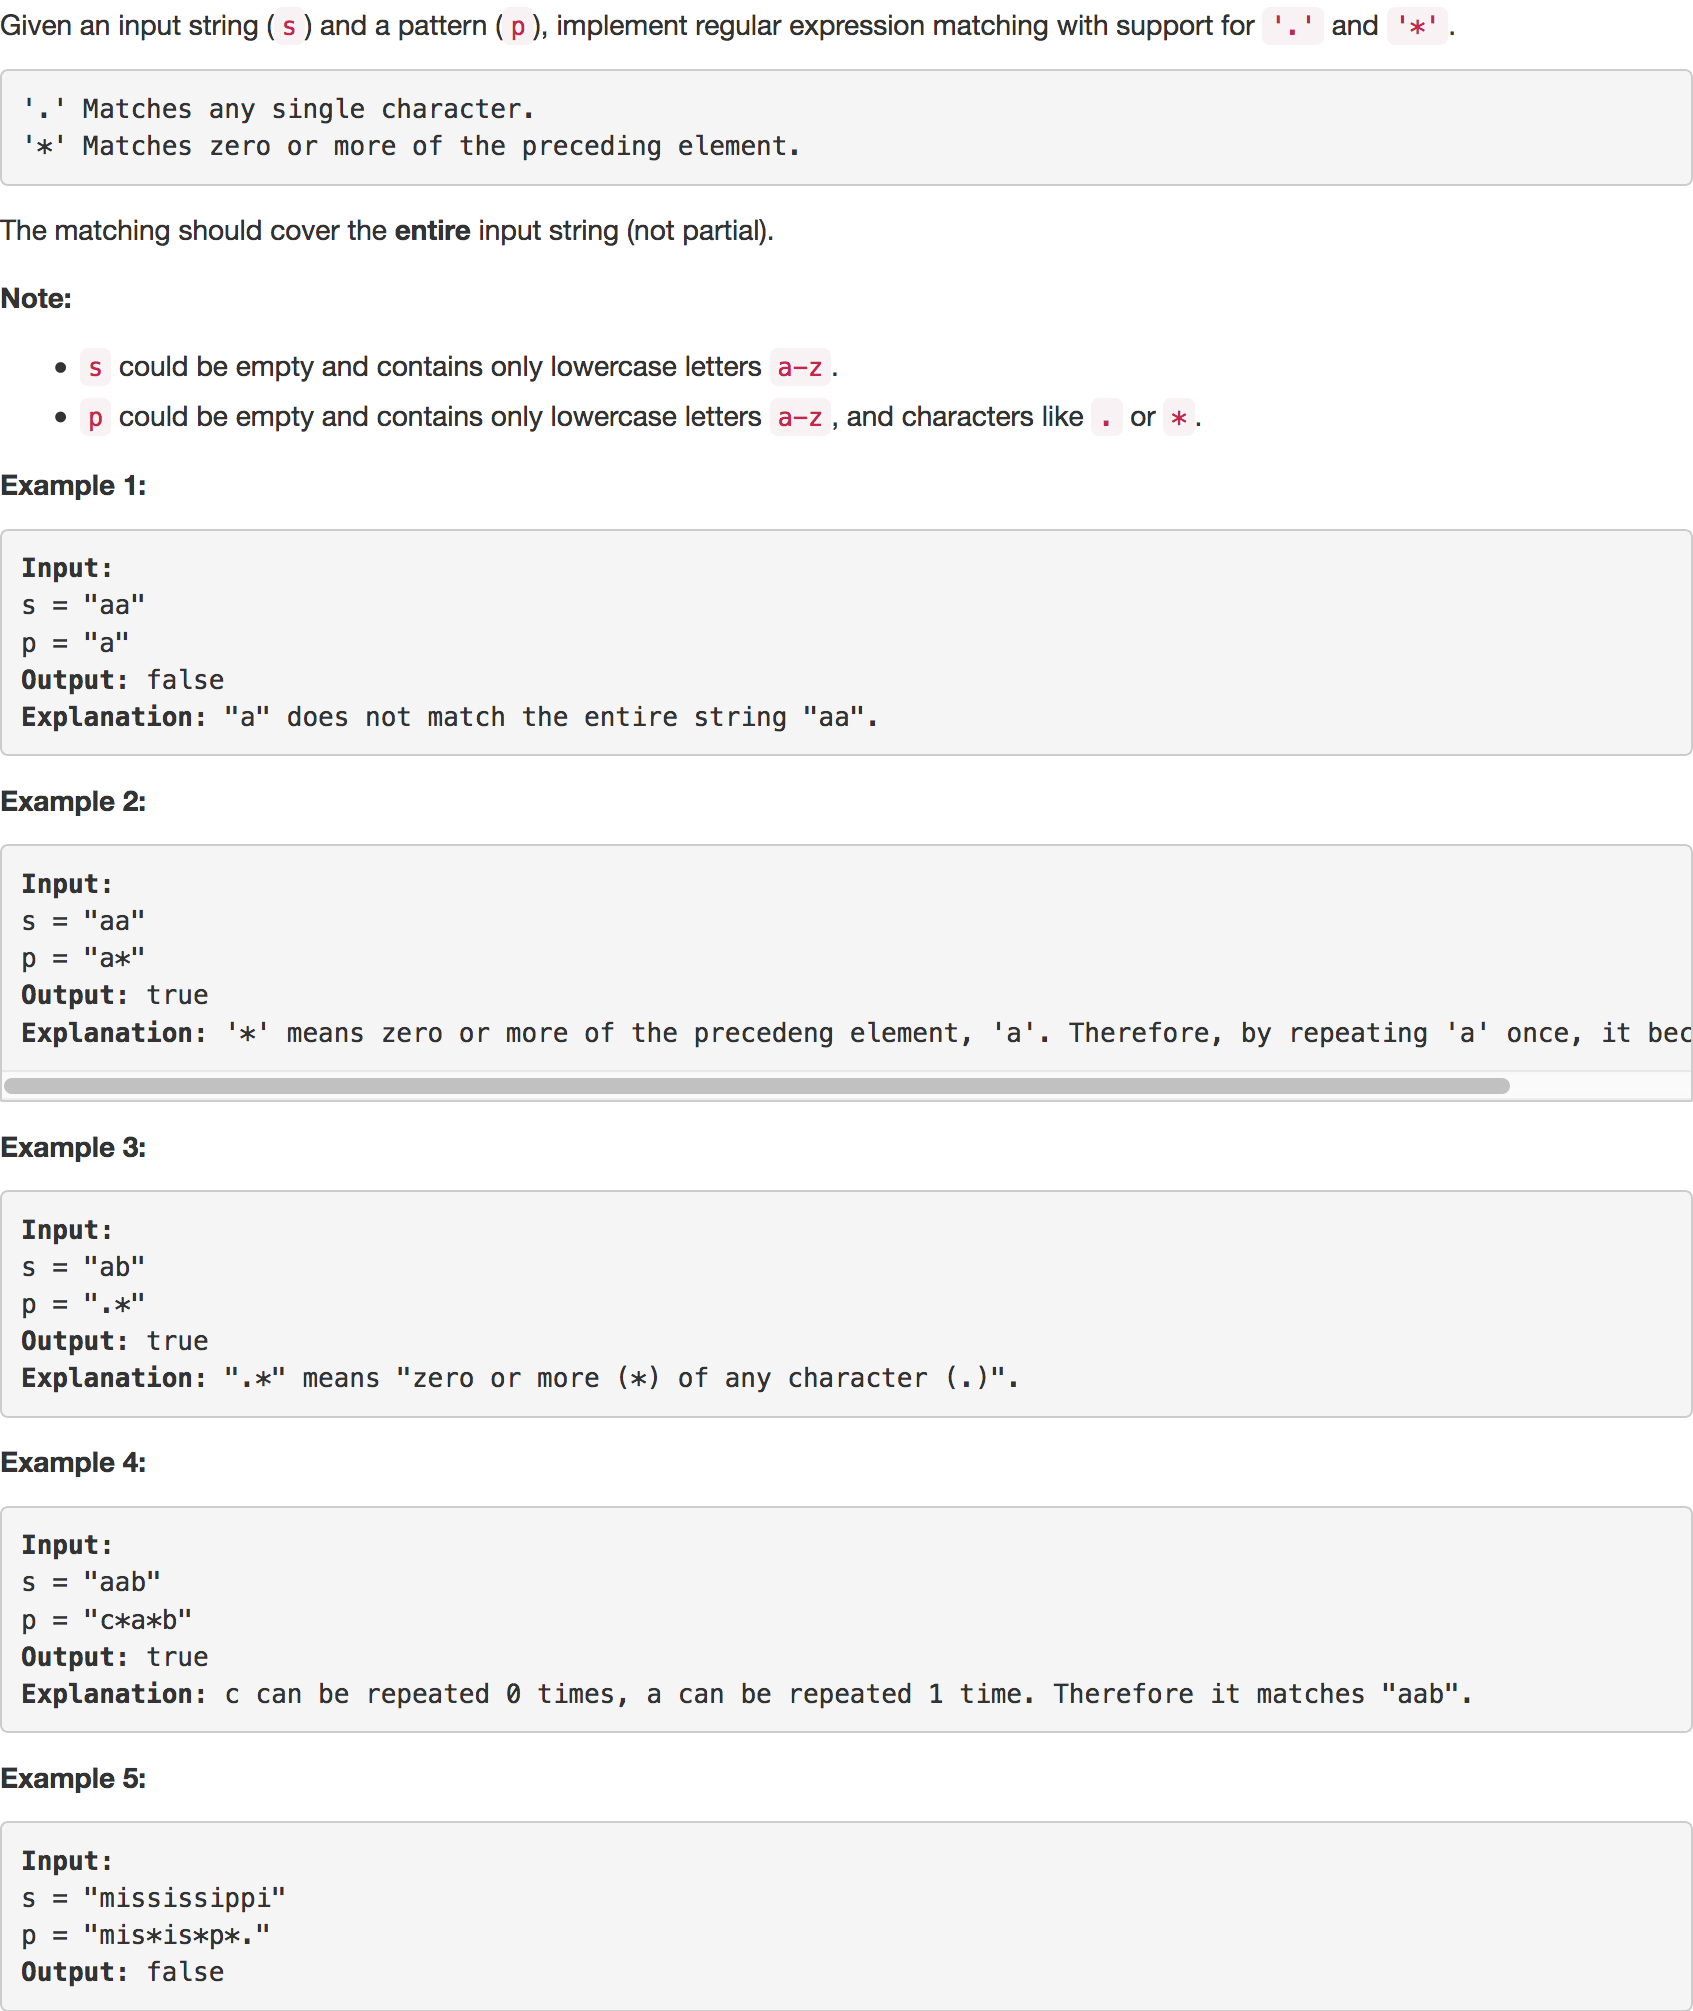 Given an input string (s) and a pattern (p), implement regular expression matching with support for '.' and '*'.
'.' Matches any single character.
'*' Matches zero or more of the preceding element.
The matching should cover the entire input string (not partial).
Note:
• s could be empty and contains only lowercase letters a-z.
• p could be empty and contains only lowercase letters a-z, and characters like . or *.
Example 1:
Input:
s = "aa"
p = "a"
Output: false
Explanation: "a" does not match the entire string "aa".
Example 2:
Input:
s = "aa"
p = "a*"
Output: true
Explanation: '*' means zero or more of the precedeng element, 'a'. Therefore, by repeating 'a' once, it bec
Example 3:
Input:
s = "ab"
p = ".*"
Output: true
Explanation: ".*" means "zero or more (*) of any character (.)".
Example 4:
Input:
s = "aab"
p = "c*a*b"
Output: true
Explanation: c can be repeated 0 times, a can be repeated 1 time. Therefore it matches "aab".
Example 5:
Input:
s = "mississippi"
p = "mis*is*p*."
Output: false